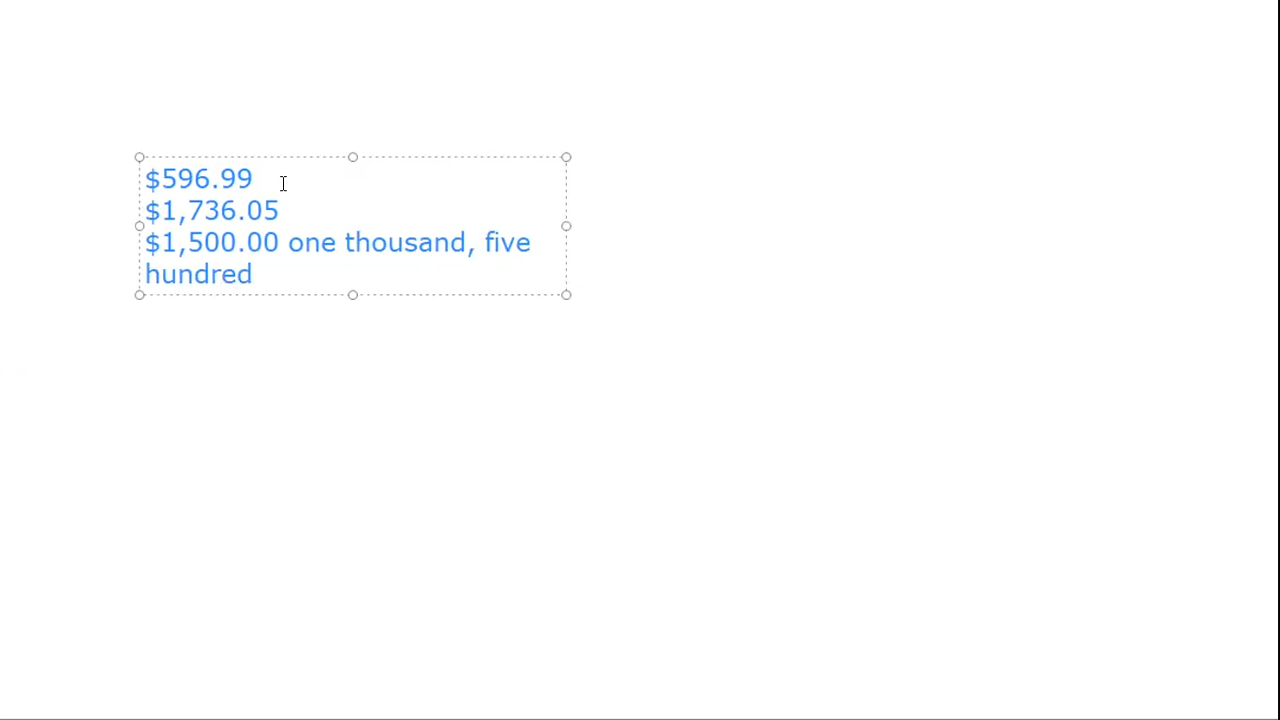 $596.99
$1,736.05
$1,500.00 one thousand, five
hundred